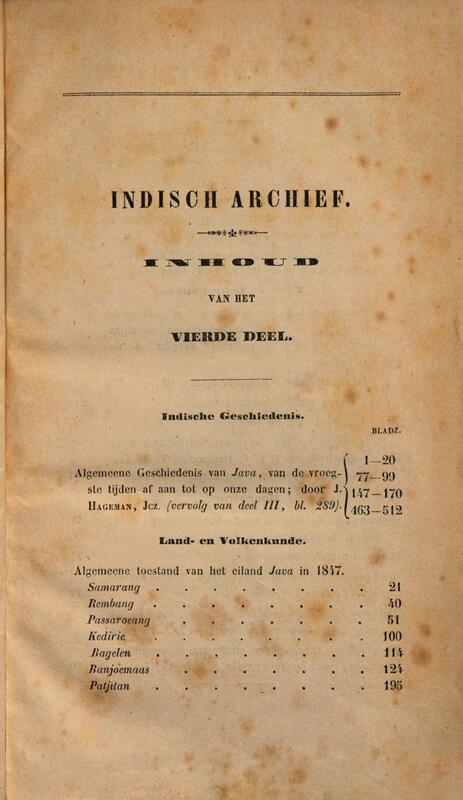 INDISCH ARCHIEF.
INHOUD
VAN HET
VIERDE DEEL.
Indische Geschiedenis.
BLADZ.
Algemeene Geschiedenis van Java, van de vroeg-
ste tijden af aan tot op onze dagen; door J.
HAGEMAN, Jcz. (vervolg van deel III, bl. 289).
1—20
77—99
147—170
463—512
Land- en Volkenkunde.
Algemeene toestand van het eiland Java in 1847.
Samarang . . . . . . . . 21
Rembang . . . . . . . . 40
Passaroeang . . . . . . . 51
Kedirie . . . . . . . . 100
Bagelen . . . . . . . . 114
Banjoemaas . . . . . . . 124
Patjitan . . . . . . . . 195